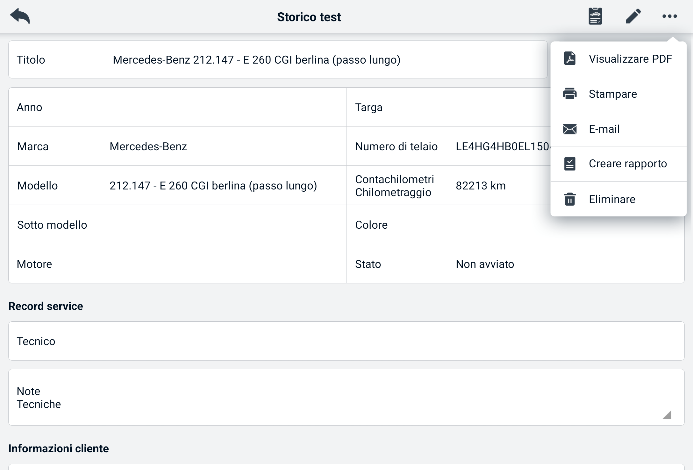 Storico test
Titolo Mercedes-Benz 212.147 - E 260 CGI berlina (passo lungo)
Visualizzare PDF
Stampare
E-mail
Creare rapporto
Eliminare
Anno Targa
Marca Mercedes-Benz Numero di telaio LE4HG4HB0EL150
Modello 212.147 - E 260 CGI berlina (passo lungo) Contachilometri
Chilometraggio 82213 km
Sotto modello Colore
Motore Stato Non avviato
Record service
Tecnico
Note
Tecniche
Informazioni cliente